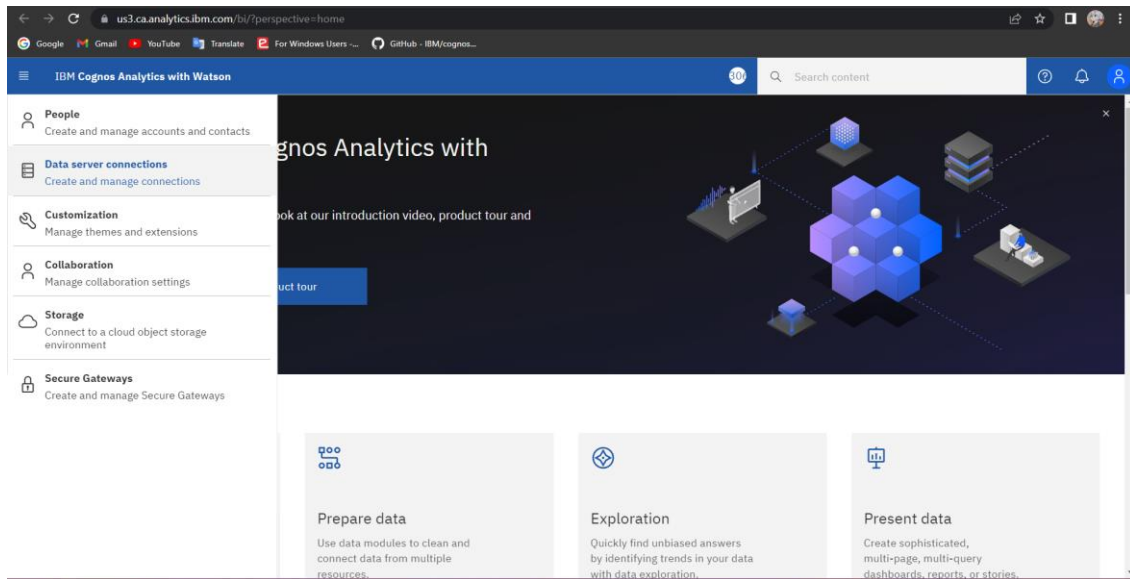 us3.ca.analytics.ibm.com/bi/?perspective=home
Google Gmail YouTube Translate For Windows Users -... GitHub - IBM/cognos...
IBM Cognos Analytics with Watson
Search content
People
Create and manage accounts and contacts
Data server connections
Create and manage connections
Customization
Manage themes and extensions
Collaboration
Manage collaboration settings
Storage
Connect to a cloud object storage
environment
Secure Gateways
Create and manage Secure Gateways
gnos Analytics with
ok at our introduction video, product tour and
uct tour
Prepare data
Use data modules to clean and
connect data from multiple
resources.
Exploration
Quickly find unbiased answers
by identifying trends in your data
with data exploration.
Present data
Create sophisticated,
multi-page, multi-query
dashboards, reports, or stories.